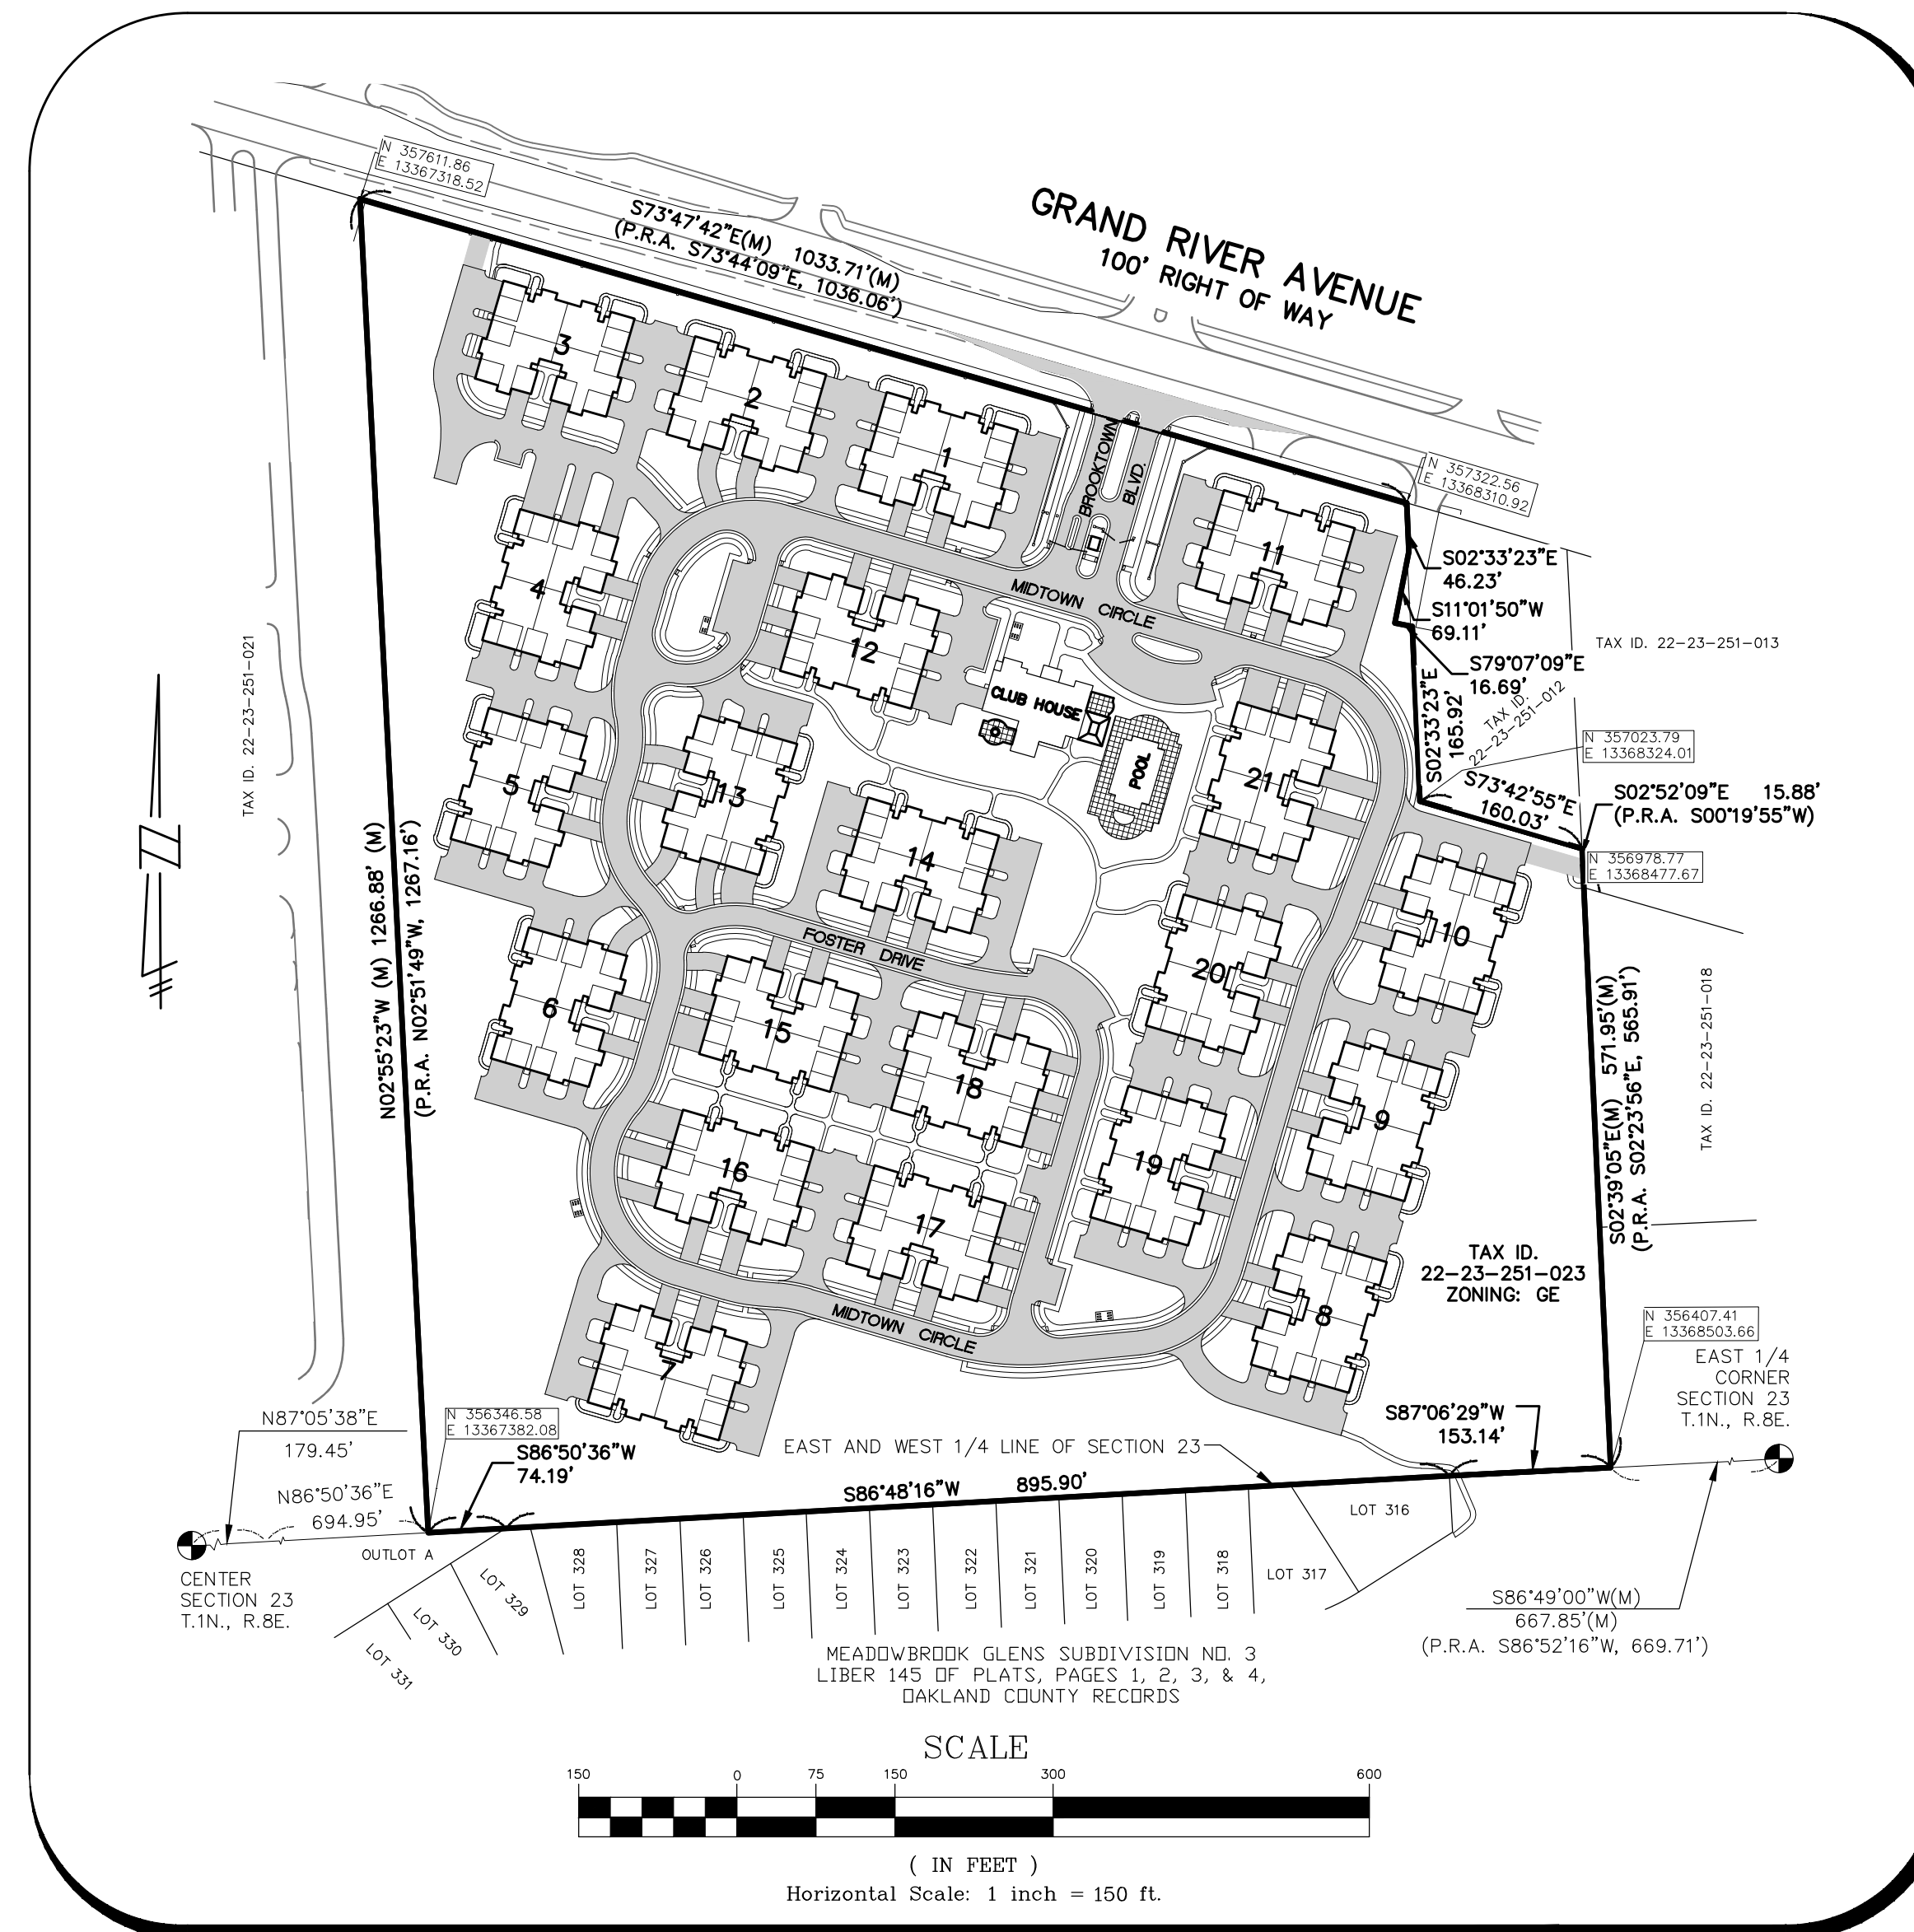 N 357611.86
E 13367318.52
S73°47'42"E(M) 1033.71'(M)
(P.R.A. S73°44'09"E, 1036.06')
GRAND RIVER AVENUE
100' RIGHT OF WAY
N 357322.56
E 13368310.92
BROOKTOWN
BLVD.
3
2
1
11
S02°33'23"E
46.23'
S11°01'50"W
69.11'
TAX ID. 22-23-251-013
S79°07'09"E
16.69'
TAX ID.
22-23-251-012
S02°33'23"E
165.92'
N 357023.79
E 13368324.01
S73°42'55"E
160.03'
S02°52'09"E 15.88'
(P.R.A. S00°19'55"W)
N 356978.77
E 13368477.67
TAX ID. 22-23-251-021
4
MIDTOWN CIRCLE
12
CLUB HOUSE
POOL
5
13
21
14
10
FOSTER DRIVE
20
6
15
18
9
19
16
17
8
7
MIDTOWN CIRCLE
N02°55'23"W (M) 1266.88' (M)
(P.R.A. N02°51'49"W, 1267.16')
S02°39'05"E(M) 571.95'(M)
(P.R.A. S02°23'56"E, 565.91')
TAX ID. 22-23-251-018
TAX ID.
22-23-251-023
ZONING: GE
N 356407.41
E 13368503.66
EAST 1/4
CORNER
SECTION 23
T.1N., R.8E.
S87°06'29"W
153.14'
N87°05'38"E
179.45'
N 356346.58
E 13367382.08
S86°50'36"W
74.19'
EAST AND WEST 1/4 LINE OF SECTION 23
N86°50'36"E
694.95'
S86°48'16"W 895.90'
OUTLOT A
CENTER
SECTION 23
T.1N., R.8E.
LOT 331
LOT 330
LOT 329
LOT 328
LOT 327
LOT 326
LOT 325
LOT 324
LOT 323
LOT 322
LOT 321
LOT 320
LOT 319
LOT 318
LOT 317
LOT 316
S86°49'00"W(M)
667.85'(M)
(P.R.A. S86°52'16"W, 669.71')
MEADOWBROOK GLENS SUBDIVISION NO. 3
LIBER 145 OF PLATS, PAGES 1, 2, 3, & 4,
OAKLAND COUNTY RECORDS
SCALE
150 0 75 150 300 600
( IN FEET )
Horizontal Scale: 1 inch = 150 ft.